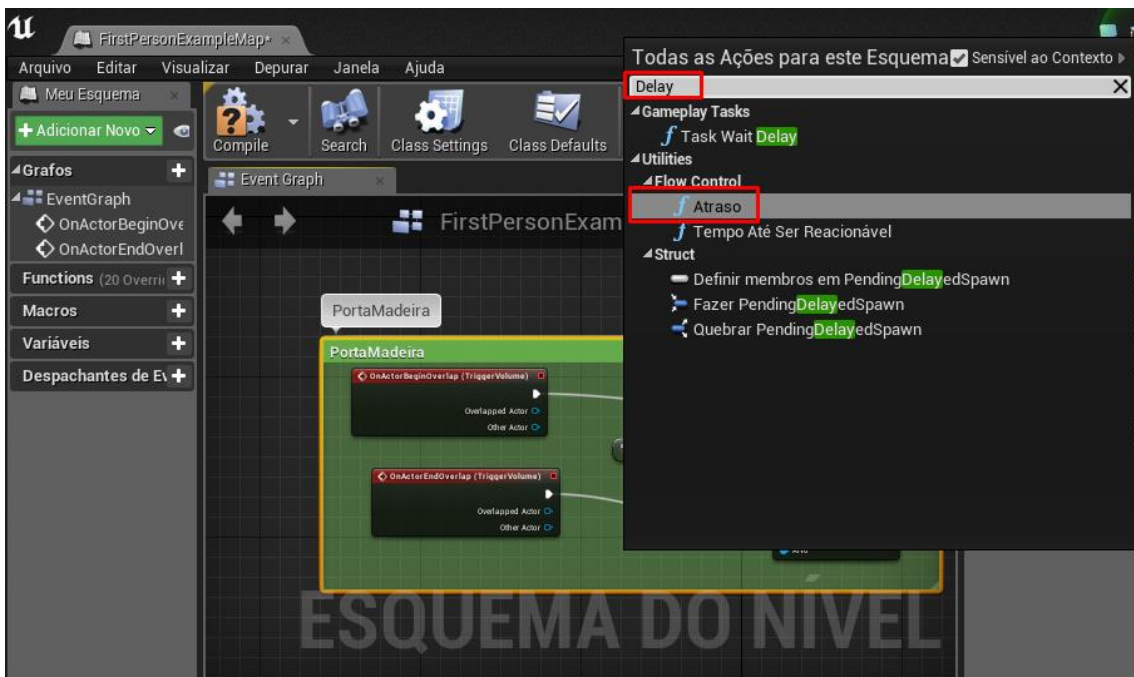 FirstPersonExampleMap*
Arquivo Editar Visualizar Depurar Janela Ajuda
Meu Esquema
Adicionar Novo
Grafos
EventGraph
OnActorBeginOve
OnActorEndOverl
Functions (20 Overri
Macros
Variáveis
Despachantes de Ev
Compile
Search
Class Settings
Class Defaults
Event Graph
FirstPersonExam
PortaMadeira
PortaMadeira
OnActorBeginOverlap (TriggerVolume)
Overlapped Actor
Other Actor
OnActorEndOverlap (TriggerVolume)
Overlapped Actor
Other Actor
ESQUEMA DO NÍVEL
Todas as Ações para este Esquema
Sensível ao Contexto
Delay
Gameplay Tasks
Task Wait Delay
Utilities
Flow Control
Atraso
Tempo Até Ser Reacionável
Struct
Definir membros em PendingDelayedSpawn
Fazer PendingDelayedSpawn
Quebrar PendingDelayedSpawn